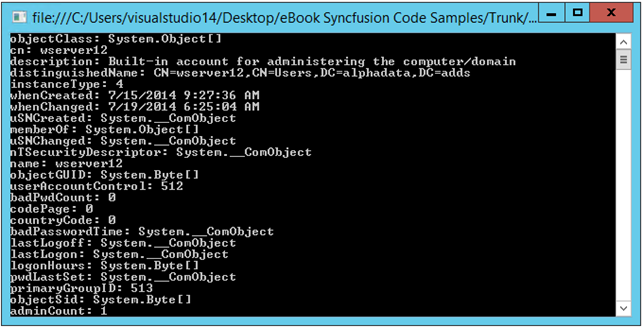 file:///C:/Users/visualstudio14/Desktop/eBook Syncfusion Code Samples/Trunk/...
objectClass: System.Object[]
cn: wserver12
description: Built-in account for administering the computer/domain
distinguishedName: CN=wserver12,CN=Users,DC=alphadata,DC=adds
instanceType: 4
whenCreated: 7/15/2014 9:27:36 AM
whenChanged: 7/19/2014 6:25:04 AM
uSNCreated: System.__ComObject
memberOf: System.Object[]
uSNChanged: System.__ComObject
nTSecurityDescriptor: System.__ComObject
name: wserver12
objectGUID: System.Byte[]
userAccountControl: 512
badPwdCount: 0
codePage: 0
countryCode: 0
badPasswordTime: System.__ComObject
lastLogoff: System.__ComObject
lastLogon: System.__ComObject
logonHours: System.Byte[]
pwdLastSet: System.__ComObject
primaryGroupID: 513
objectSid: System.Byte[]
adminCount: 1